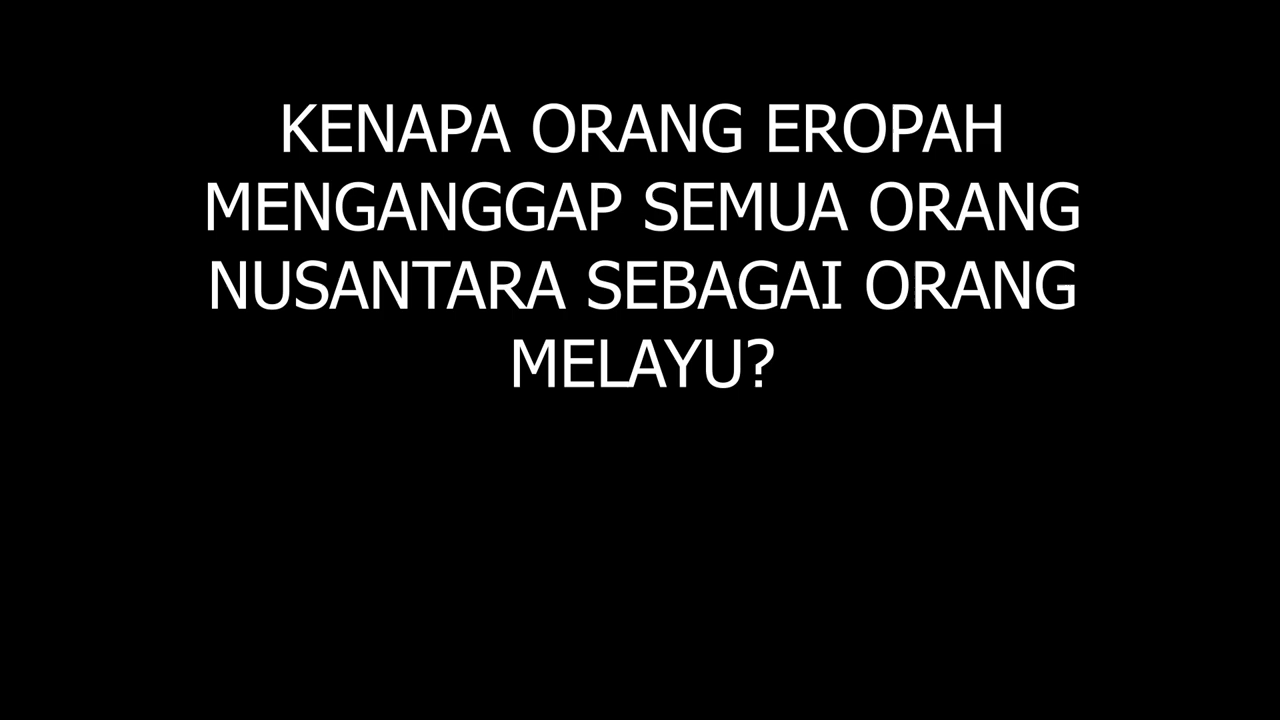 KENAPA ORANG EROPAH
MENGANGGAP SEMUA ORANG
NUSANTARA SEBAGAI ORANG
MELAYU?